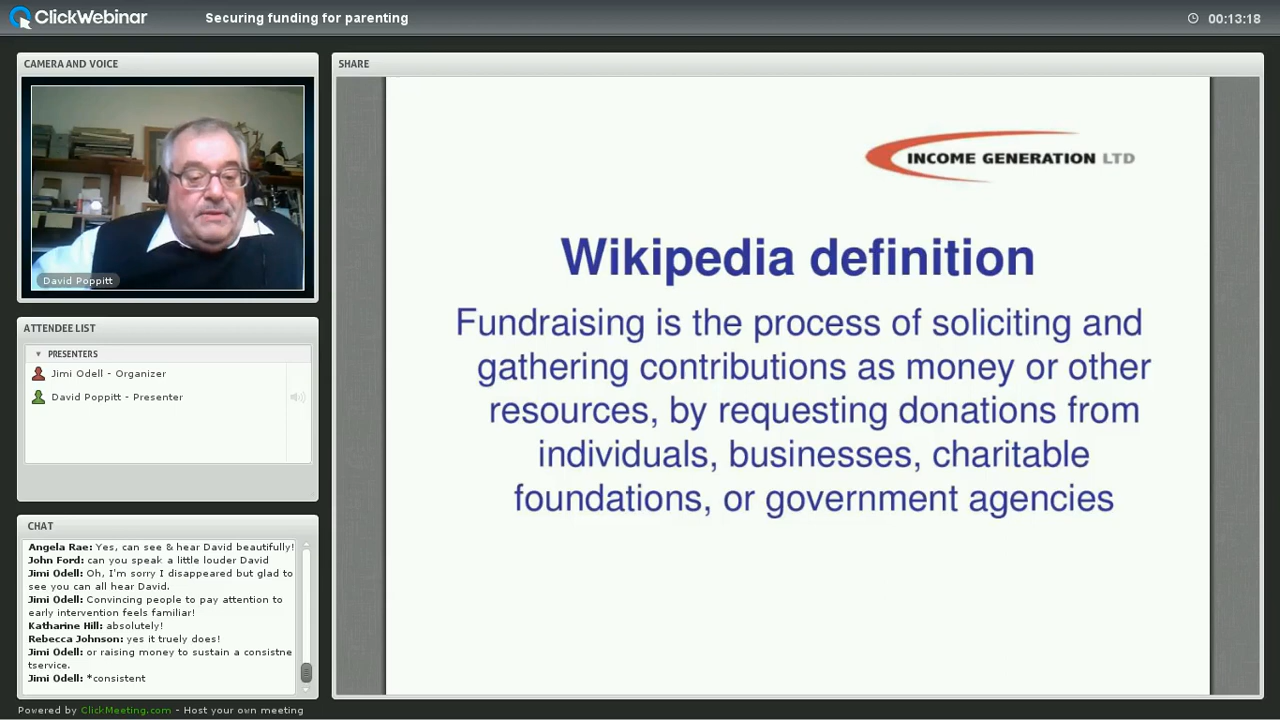 ClickWebinar
Securing funding for parenting
00:13:18
CAMERA AND VOICE
David Poppitt
ATTENDEE LIST
PRESENTERS
Jimi Odell - Organizer
David Poppitt - Presenter
CHAT
Angela Rae: Yes, can see & hear David beautifully!
John Ford: can you speak a little louder David
Jimi Odell: Oh, I'm sorry I disappeared but glad to
see you can all hear David.
Jimi Odell: Convincing people to pay attention to
early intervention feels familiar!
Katharine Hill: absolutely!
Rebecca Johnson: yes it truely does!
Jimi Odell: or raising money to sustain a consistne
tservice.
Jimi Odell: *consistent
SHARE
INCOME GENERATION LTD
Wikipedia definition
Fundraising is the process of soliciting and
gathering contributions as money or other
resources, by requesting donations from
individuals, businesses, charitable
foundations, or government agencies
Powered by ClickMeeting.com - Host your own meeting